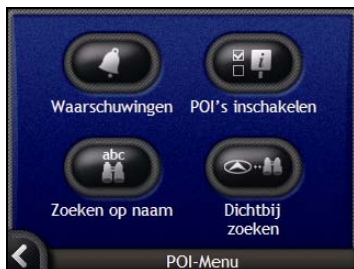 Waarschuwingen
POI's inschakelen
abc
Zoeken op naam
Dichtbij
zoeken
POI-Menu